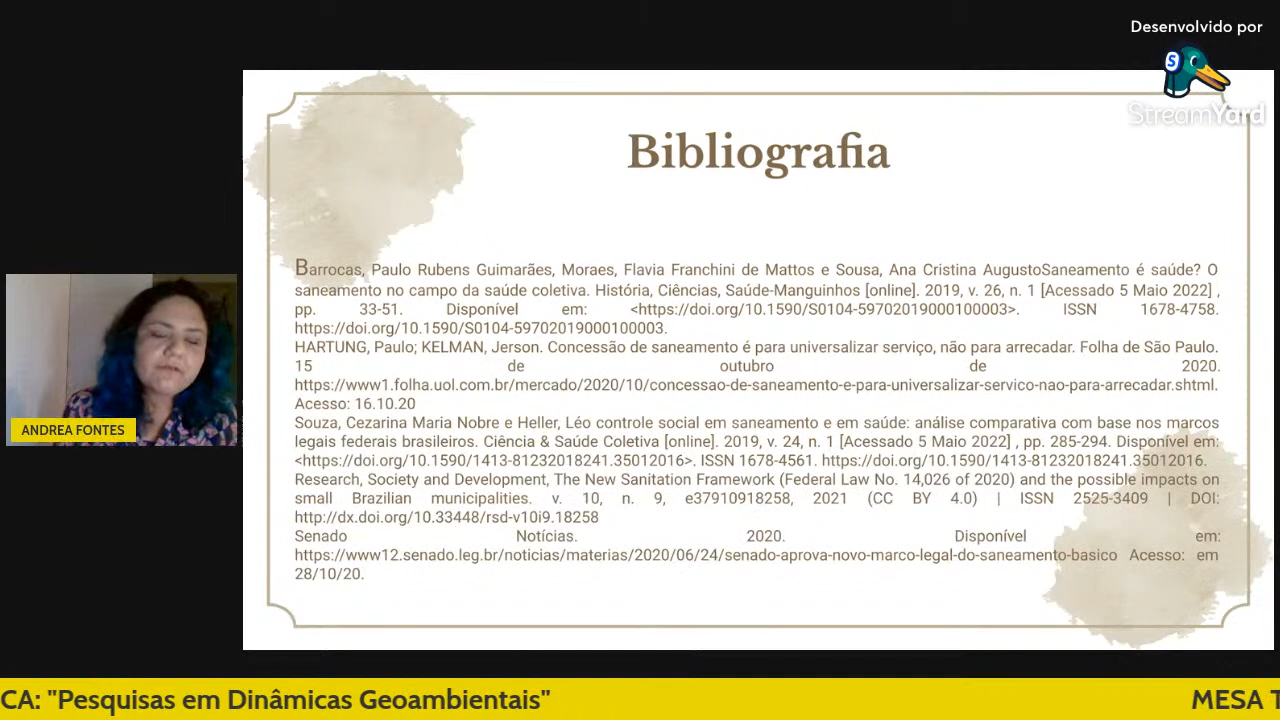 Desenvolvido por
StreamYard
Bibliografia
Barrocas, Paulo Rubens Guimarães, Moraes, Flavia Franchini de Mattos e Sousa, Ana Cristina AugustoSaneamento é saúde? O
saneamento no campo da saúde coletiva. História, Ciências, Saúde-Manguinhos [online]. 2019, v. 26, n. 1 [Acessado 5 Maio 2022] ,
pp. 33-51. Disponível em: <https://doi.org/10.1590/S0104-59702019000100003>. ISSN 1678-4758.
https://doi.org/10.1590/S0104-59702019000100003.
HARTUNG, Paulo; KELMAN, Jerson. Concessão de saneamento é para universalizar serviço, não para arrecadar. Folha de São Paulo.
15 de outubro de 2020.
https://www1.folha.uol.com.br/mercado/2020/10/concessao-de-saneamento-e-para-universalizar-servico-nao-para-arrecadar.shtml.
Acesso: 16.10.20
Souza, Cezarina Maria Nobre e Heller, Léo controle social em saneamento e em saúde: análise comparativa com base nos marcos
legais federais brasileiros. Ciência & Saúde Coletiva [online]. 2019, v. 24, n. 1 [Acessado 5 Maio 2022] , pp. 285-294. Disponível em:
<https://doi.org/10.1590/1413-81232018241.35012016>. ISSN 1678-4561. https://doi.org/10.1590/1413-81232018241.35012016.
Research, Society and Development, The New Sanitation Framework (Federal Law No. 14,026 of 2020) and the possible impacts on
small Brazilian municipalities. v. 10, n. 9, e37910918258, 2021 (CC BY 4.0) | ISSN 2525-3409 | DOI:
http://dx.doi.org/10.33448/rsd-v10i9.18258
Senado Notícias. 2020. Disponível em:
https://www12.senado.leg.br/noticias/materias/2020/06/24/senado-aprova-novo-marco-legal-do-saneamento-basico Acesso: em
28/10/20.
ANDREA FONTES
CA: "Pesquisas em Dinâmicas Geoambientais" MESA T